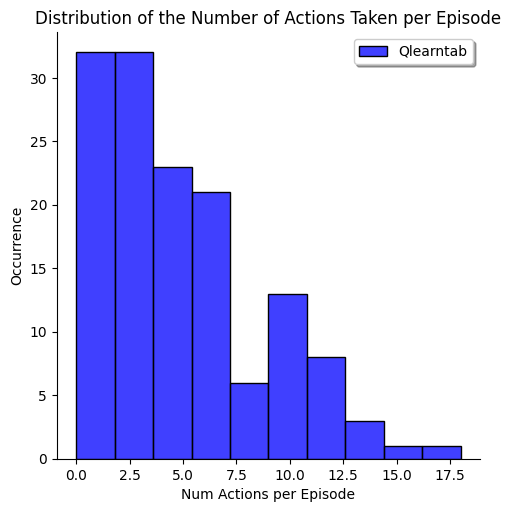 Distribution of the Number of Actions Taken per Episode
Qlearntab
30
25
20
15
10
5
0
Occurrence
0.0 2.5 5.0 7.5 10.0 12.5 15.0 17.5
Num Actions per Episode